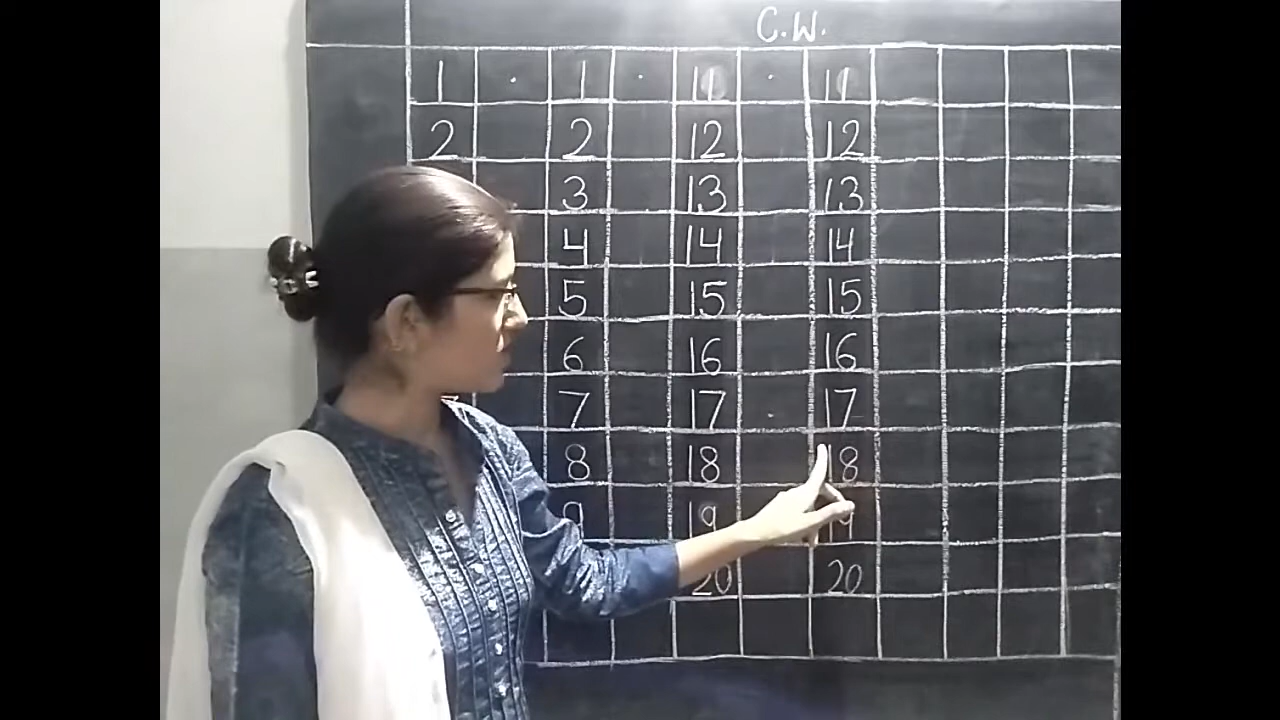 C.W.
1 . 1 . 11 . 11
2 2 12 12
3 13 13
4 14 14
5 15 15
6 16 16
7 17 . 17
8 18 18
9 19 19
20 20